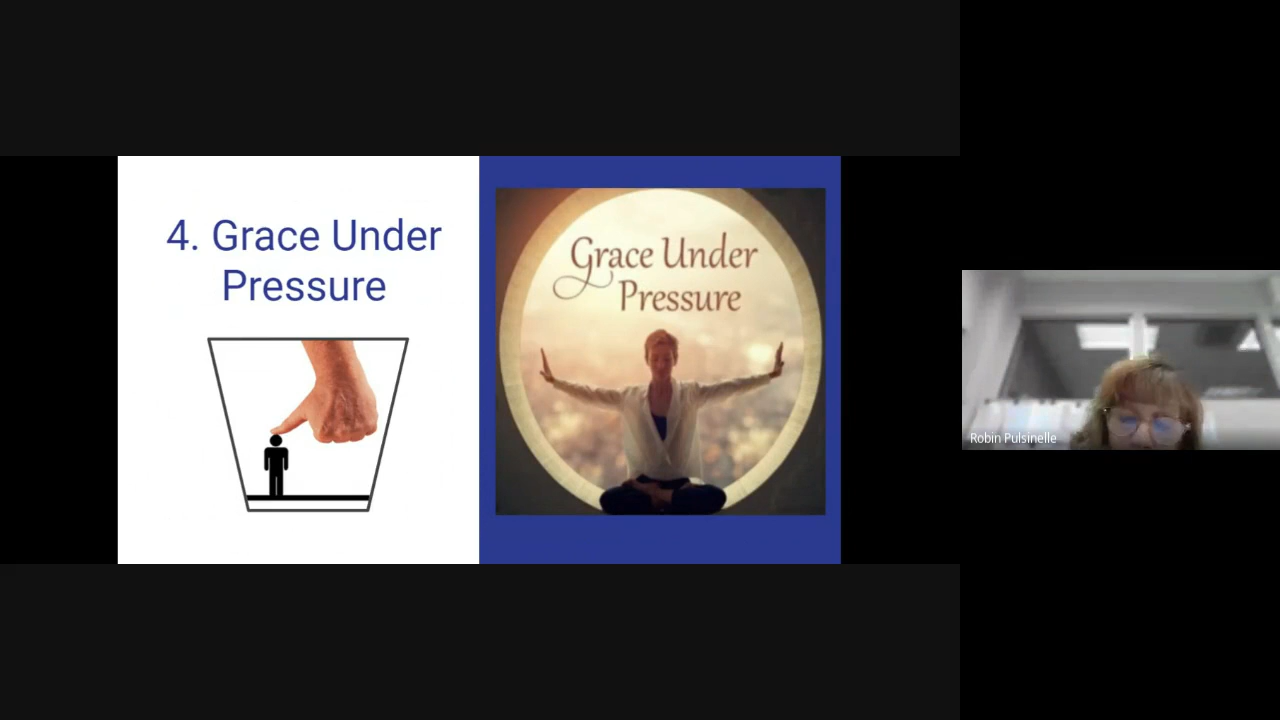 4. Grace Under
Pressure
Grace Under
Pressure
Robin Pulsinelle